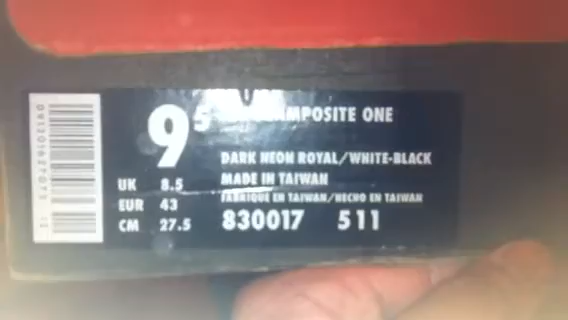 9 5
ONE
DARK NEON ROYAL/WHITE-BLACK
MADE IN TAIWAN
FABRIQUE EN TAIWAN/HECHO EN TAIWAN
UK 8.5
EUR 43
CM 27.5
830017 511